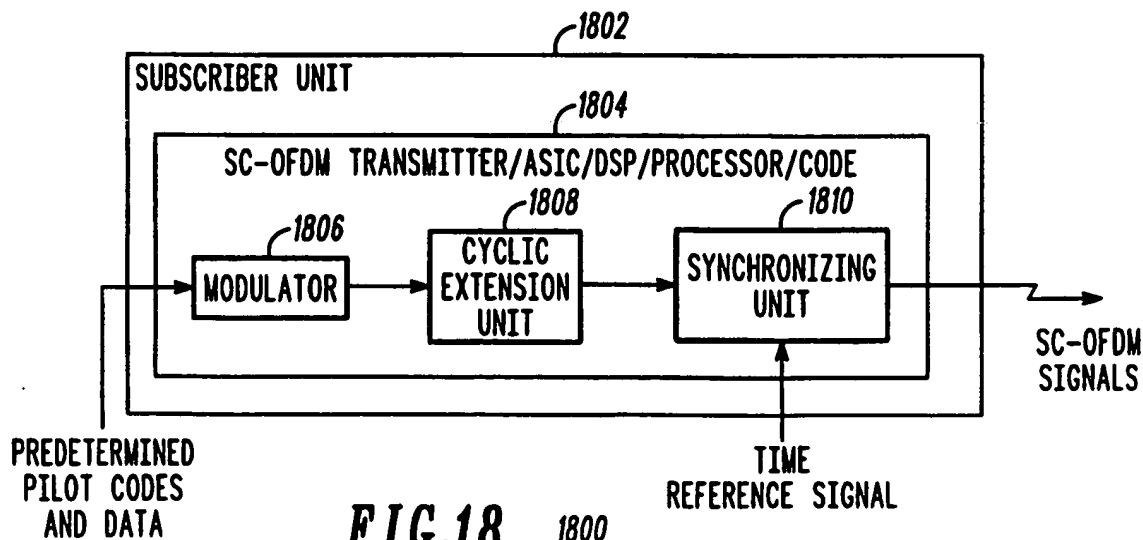 1802
SUBSCRIBER UNIT
1804
SC-OFDM TRANSMITTER/ASIC/DSP/PROCESSOR/CODE
1806
1808
1810
MODULATOR
CYCLIC
EXTENSION
UNIT
SYNCHRONIZING
UNIT
SC-OFDM
SIGNALS
PREDETERMINED
PILOT CODES
AND DATA
TIME
REFERENCE SIGNAL
FIG.18
1800